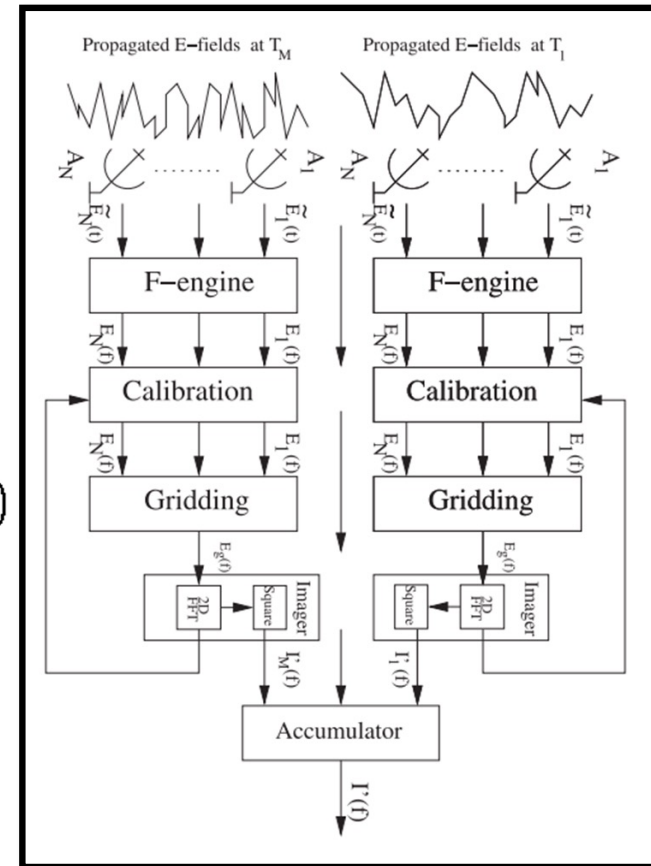 Propagated E−fields at T_M
Propagated E−fields at T_1
A_N ........ A_1
A_N ........ A_1
Ẽ_N(t) Ẽ_1(t)
Ẽ_N(t) Ẽ_1(t)
F−engine
F−engine
E_N(f) E_1(f)
E_N(f) E_1(f)
Calibration
Calibration
E_N(f) E_1(f)
E_N(f) E_1(f)
Gridding
Gridding
E_g(f)
E_g(f)
2D
FFT
Square
Imager
Square
2D
FFT
Imager
I'_M(f)
I'_1(f)
Accumulator
I'(f)